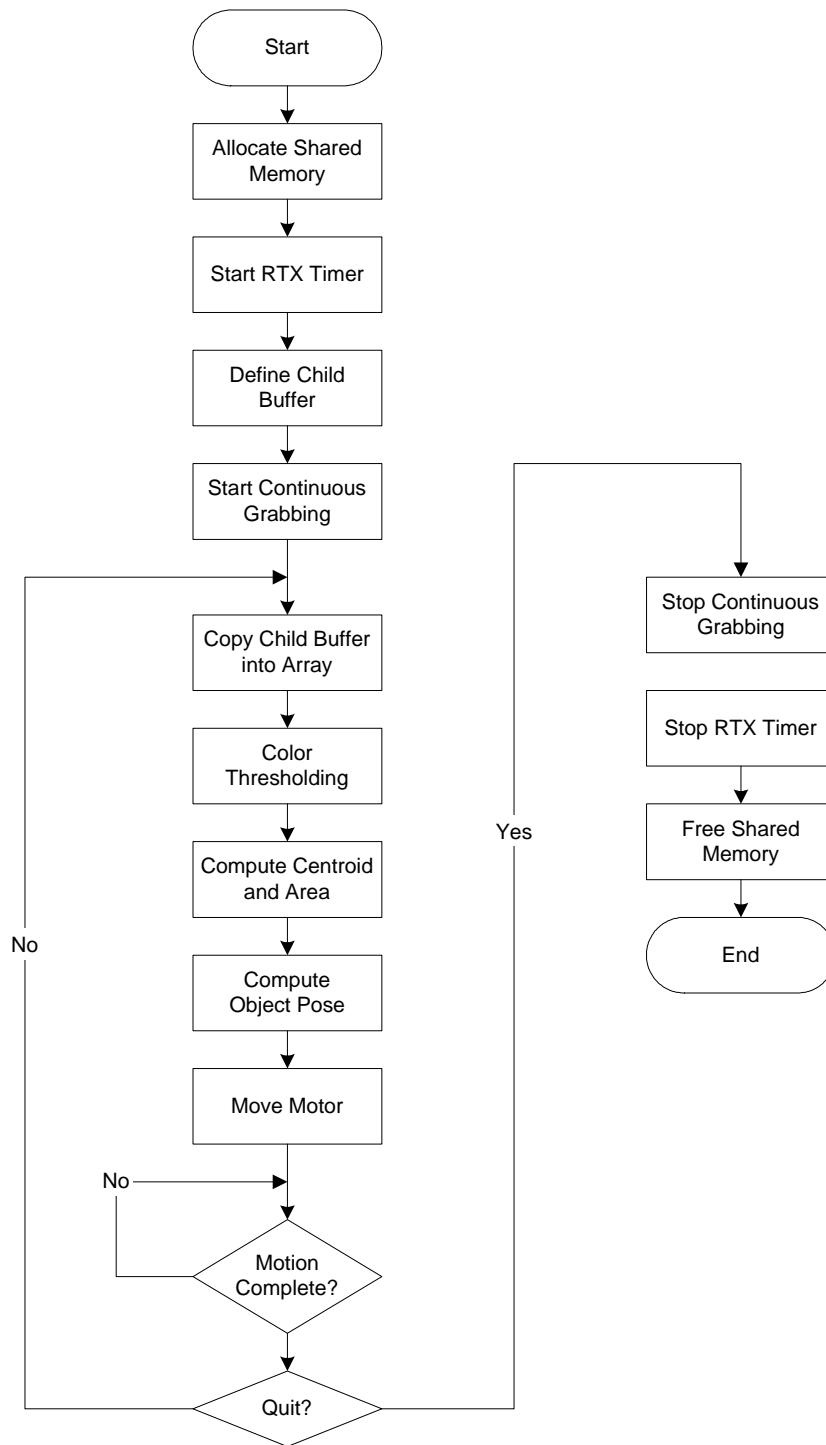 Start
Allocate Shared
Memory
Start RTX Timer
Define Child
Buffer
Start Continuous
Grabbing
Copy Child Buffer
into Array
Color
Thresholding
Compute Centroid
and Area
Compute
Object Pose
Move Motor
No
Motion
Complete?
Quit?
No
Yes
Stop Continuous
Grabbing
Stop RTX Timer
Free Shared
Memory
End